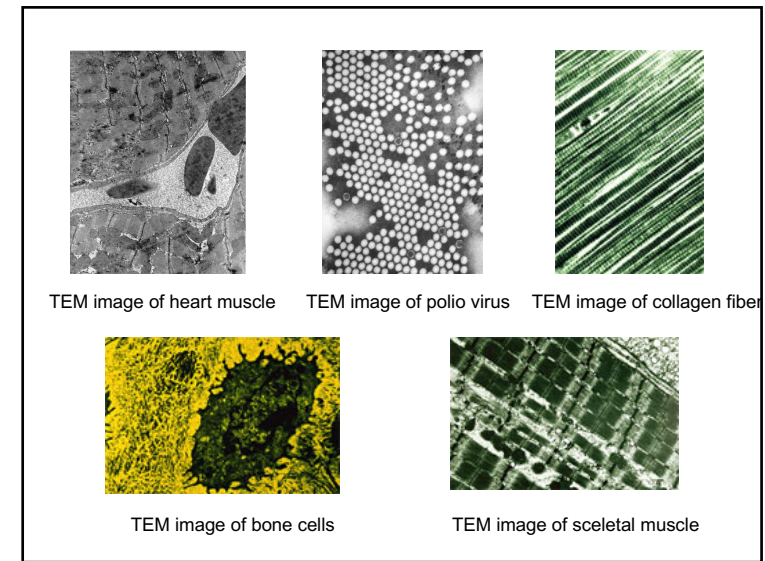 TEM image of heart muscle
TEM image of polio virus
TEM image of collagen fiber
TEM image of bone cells
TEM image of sceletal muscle